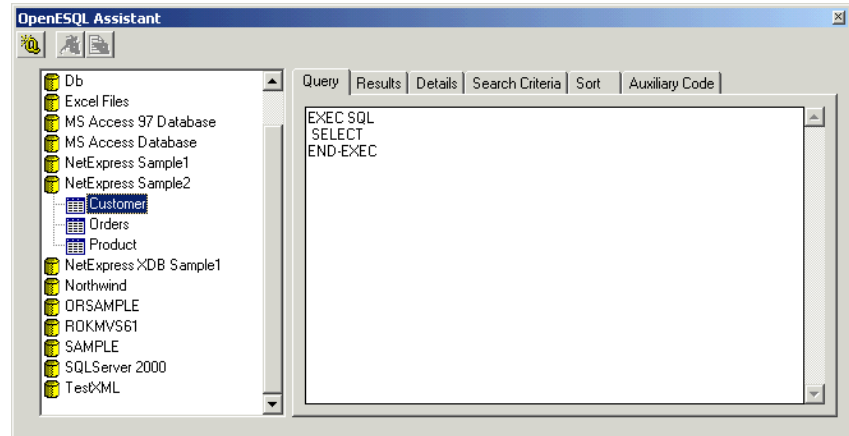 OpenESQL Assistant
Db
Excel Files
MS Access 97 Database
MS Access Database
NetExpress Sample1
NetExpress Sample2
Customer
Orders
Product
NetExpress XDB Sample1
Northwind
ORSAMPLE
ROKMVS61
SAMPLE
SQLServer 2000
TestXML
Query Results Details Search Criteria Sort Auxiliary Code
EXEC SQL
SELECT
END-EXEC